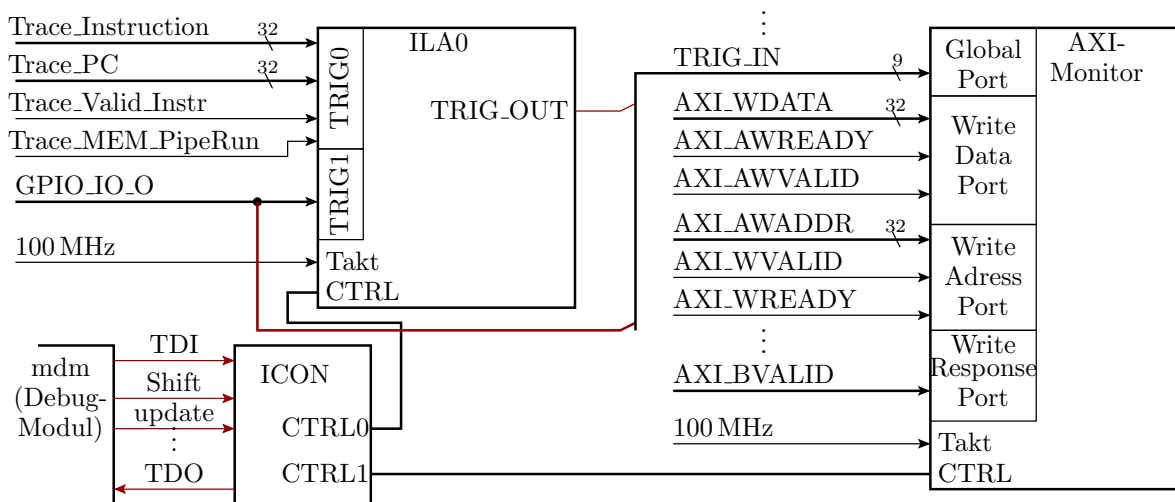 Trace_Instruction
32
Trace_PC
32
Trace_Valid_Instr
Trace_MEM_PipeRun
GPIO_IO_O
100 MHz
TRIG0
TRIG1
ILA0
TRIG_OUT
Takt
CTRL
mdm
(Debug-
Modul)
TDI
Shift
update
⋮
TDO
ICON
CTRL0
CTRL1
⋮
TRIG_IN
9
AXI_WDATA
32
AXI_AWREADY
AXI_AWVALID
AXI_AWADDR
32
AXI_WVALID
AXI_WREADY
⋮
AXI_BVALID
100 MHz
Global
Port
Write
Data
Port
Write
Adress
Port
Write
Response
Port
Takt
CTRL
AXI-
Monitor